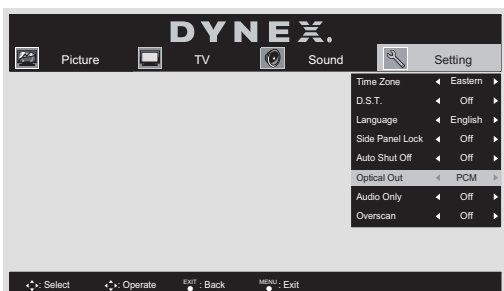 DYNEX.
Picture TV Sound Setting
Time Zone Eastern
D.S.T. Off
Language English
Side Panel Lock Off
Auto Shut Off Off
Optical Out PCM
Audio Only Off
Overscan Off
: Select : Operate EXIT : Back MENU : Exit